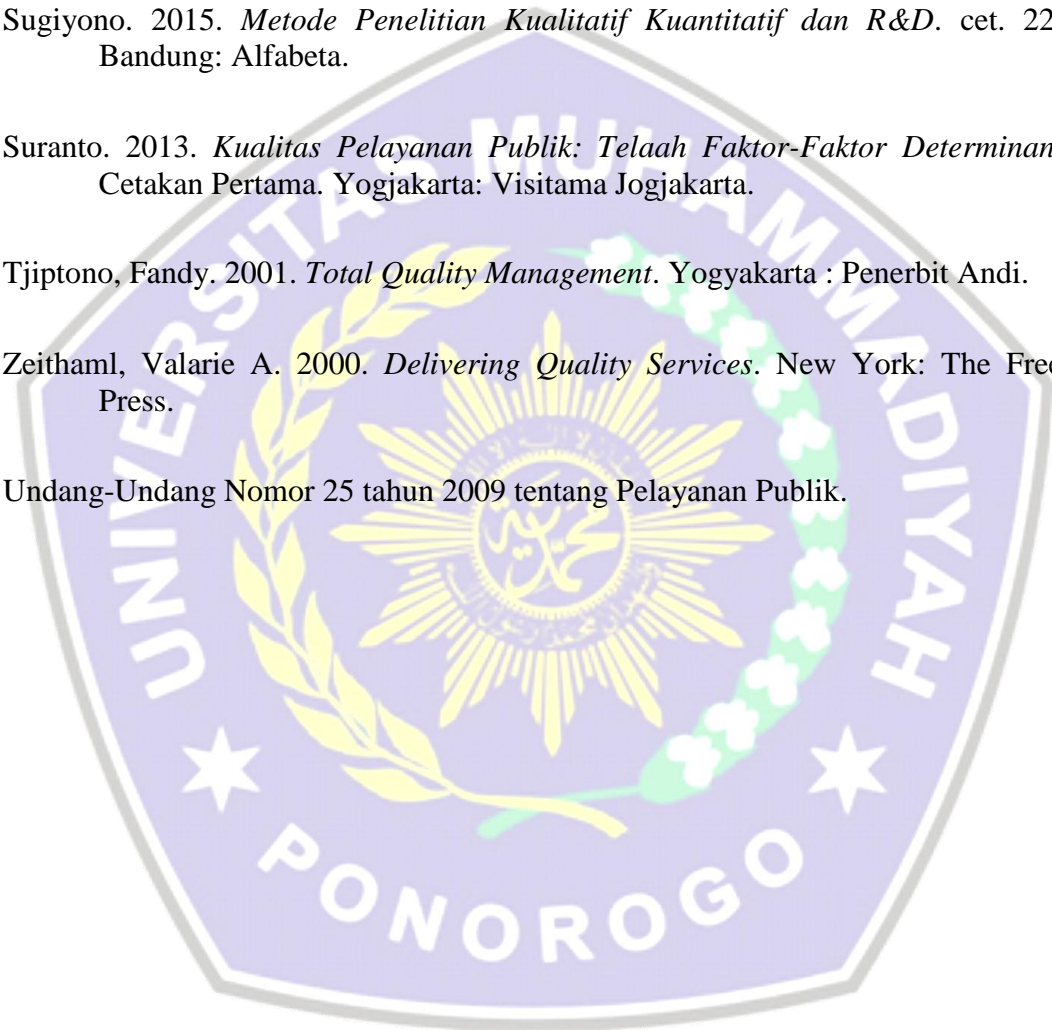 Sugiyono. 2015. Metode Penelitian Kualitatif Kuantitatif dan R&D. cet. 22
Bandung: Alfabeta.
Suranto. 2013. Kualitas Pelayanan Publik: Telaah Faktor-Faktor Determinan
Cetakan Pertama. Yogjakarta: Visitama Jogjakarta.
Tjiptono, Fandy. 2001. Total Quality Management. Yogyakarta : Penerbit Andi.
Zeithaml, Valarie A. 2000. Delivering Quality Services. New York: The Free
Press.
Undang-Undang Nomor 25 tahun 2009 tentang Pelayanan Publik.
UNIVERSITAS MUHAMMADIYAH
PONOROGO
محمدية